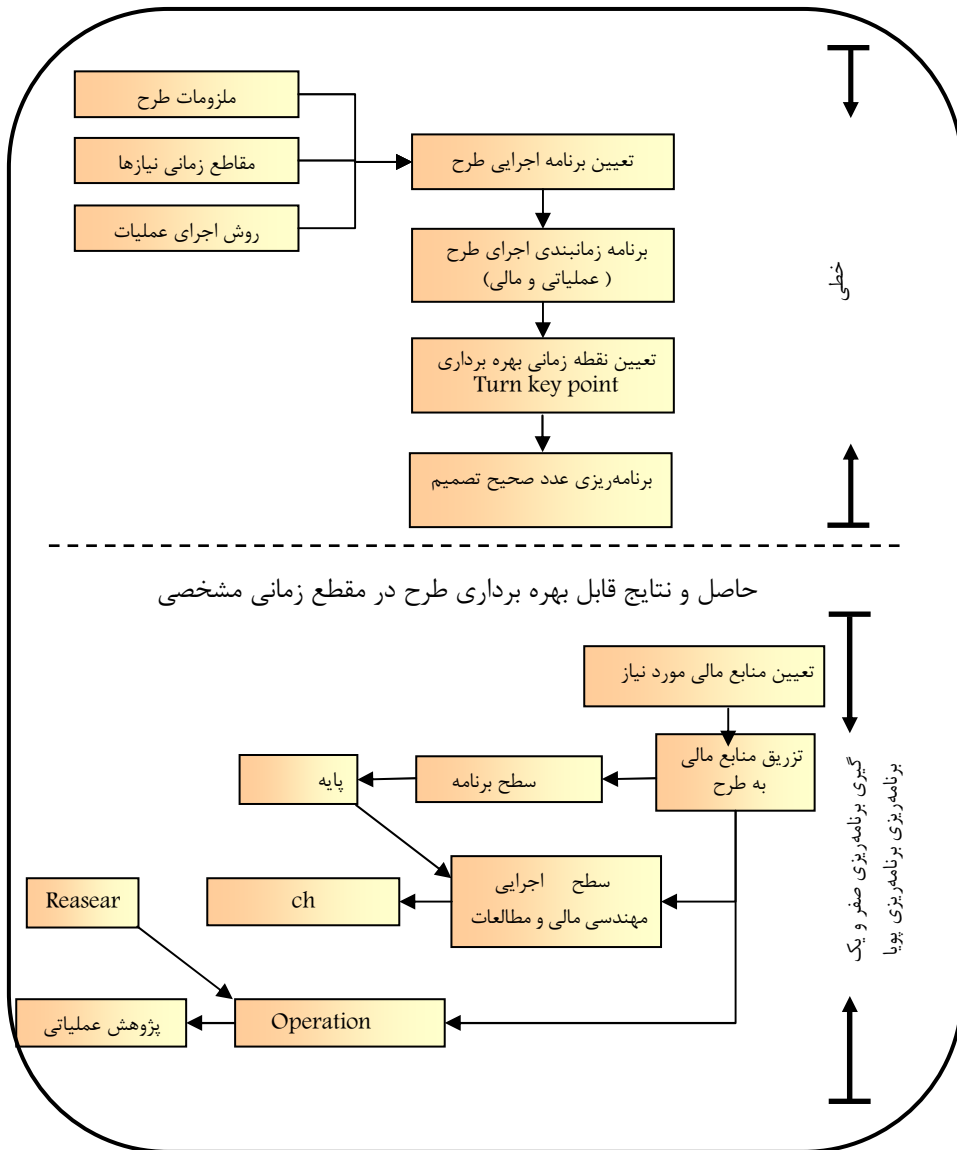 ملزومات طرح
مقاطع زمانی نیازها
روش اجرای عملیات
تعیین برنامه اجرایی طرح
برنامه زمانبندی اجرای طرح
( عملیاتی و مالی)
تعیین نقطه زمانی بهره برداری
Turn key point
برنامه‌ریزی عدد صحیح تصمیم
خطی
حاصل و نتایج قابل بهره برداری طرح در مقطع زمانی مشخصی
تعیین منابع مالی مورد نیاز
تزریق منابع مالی
به طرح
سطح برنامه
پایه
سطح اجرایی
مهندسی مالی و مطالعات
ch
Reasear
Operation
پژوهش عملیاتی
گیری برنامه‌ریزی صفر و یک
برنامه‌ریزی برنامه‌ریزی پویا